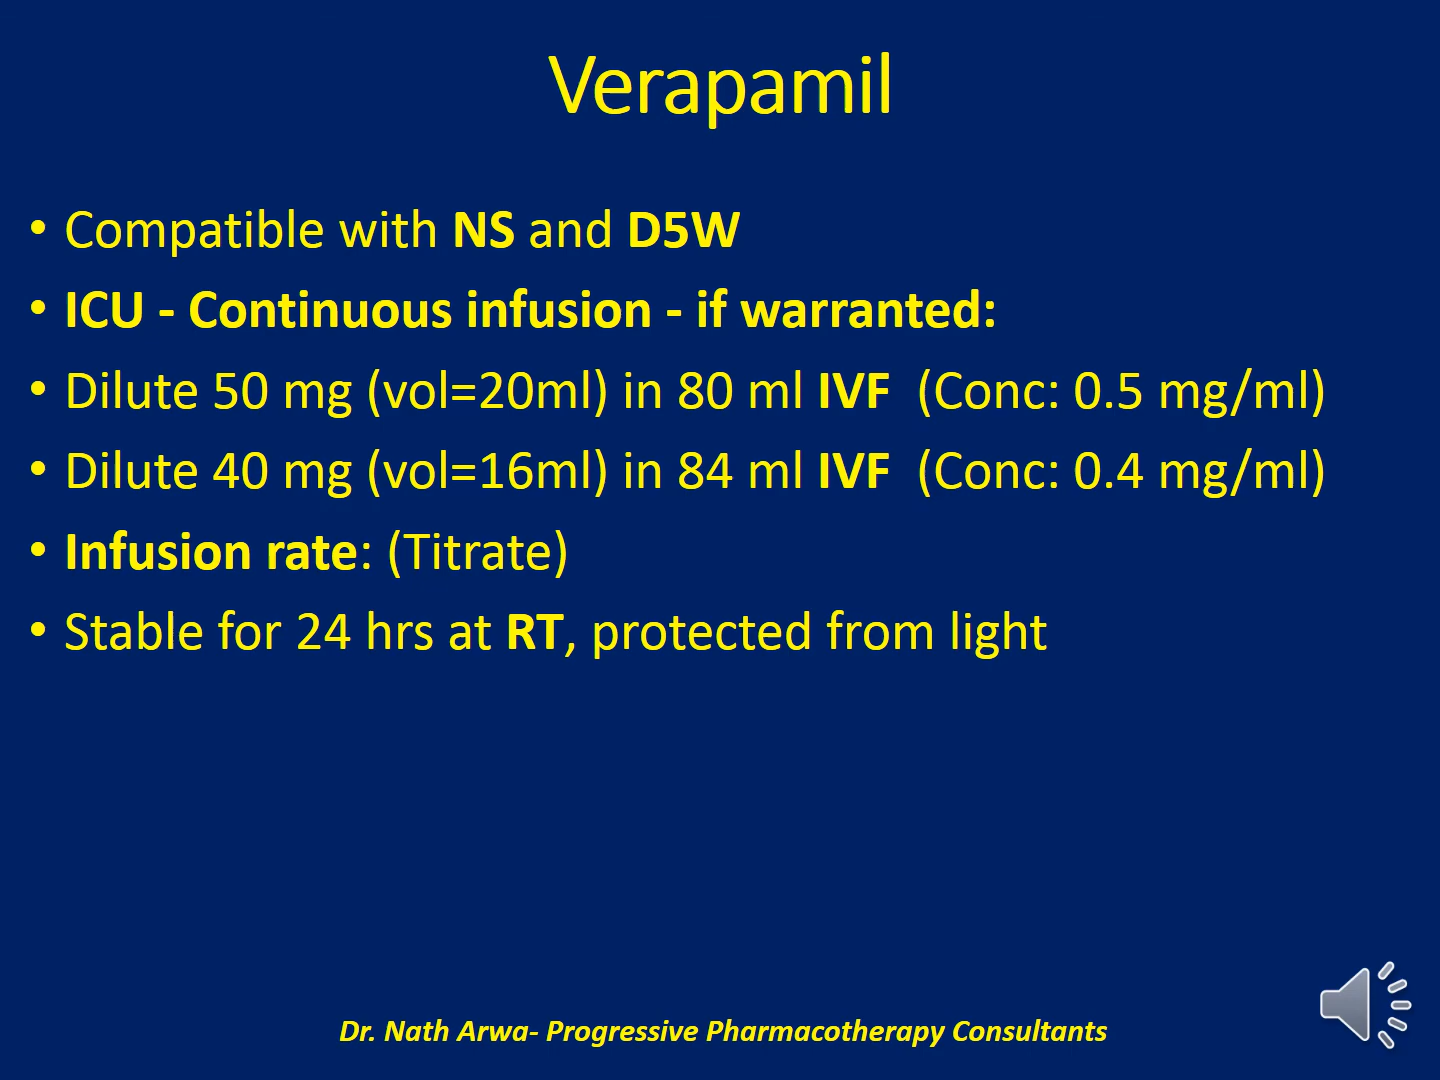 Verapamil
• Compatible with NS and D5W
• ICU - Continuous infusion - if warranted:
• Dilute 50 mg (vol=20ml) in 80 ml IVF  (Conc: 0.5 mg/ml)
• Dilute 40 mg (vol=16ml) in 84 ml IVF  (Conc: 0.4 mg/ml)
• Infusion rate: (Titrate)
• Stable for 24 hrs at RT, protected from light
Dr. Nath Arwa- Progressive Pharmacotherapy Consultants